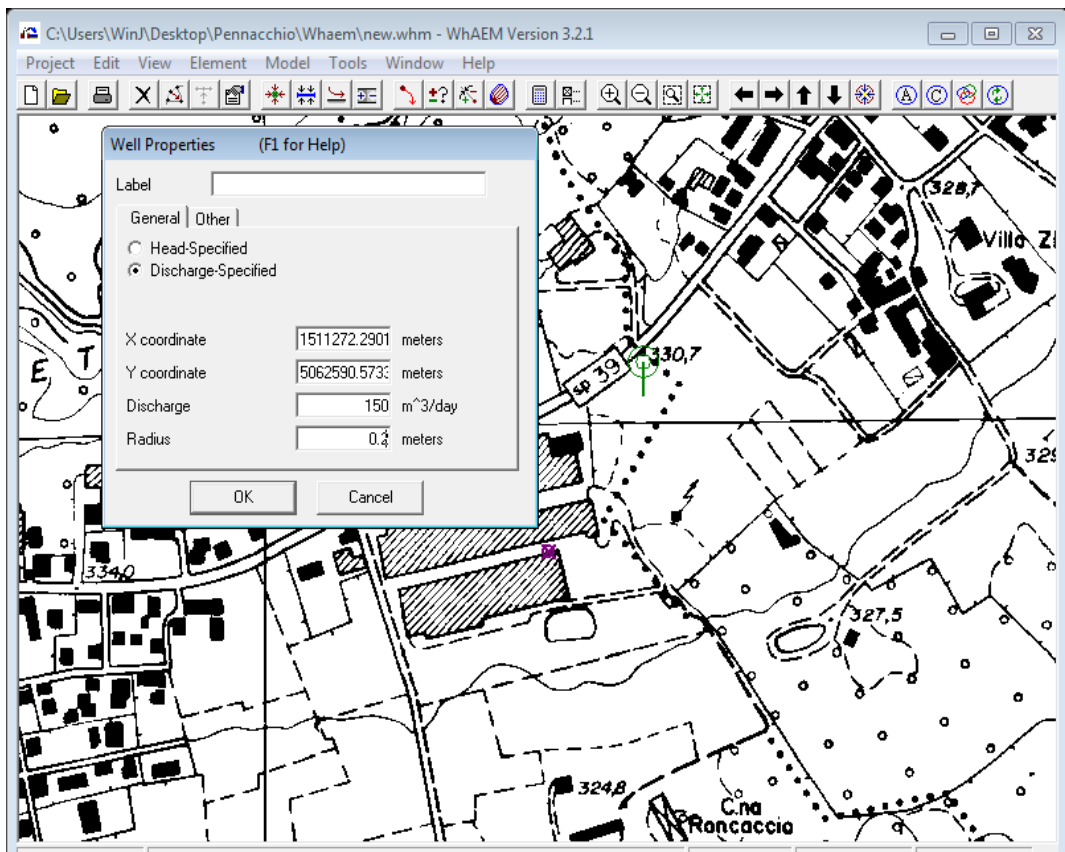 C:\Users\WinJ\Desktop\Pennacchio\Whaem\new.whm - WhAEM Version 3.2.1
Project Edit View Element Model Tools Window Help
Well Properties (F1 for Help)
Label
General Other
Head-Specified
Discharge-Specified
X coordinate 1511272.2901 meters
Y coordinate 5062590.573 meters
Discharge 150 m^3/day
Radius 0.2 meters
OK Cancel
328,7
Villa
E T
sp 39
330,7
329
334,0
327,5
324,8
C.na
Roncaccia